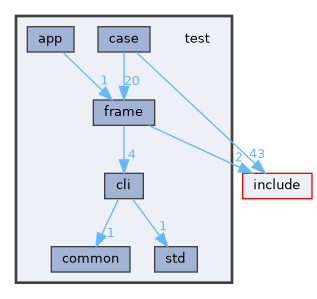 app
case
test
1
20
frame
4
2
43
cli
include
1
1
common
std